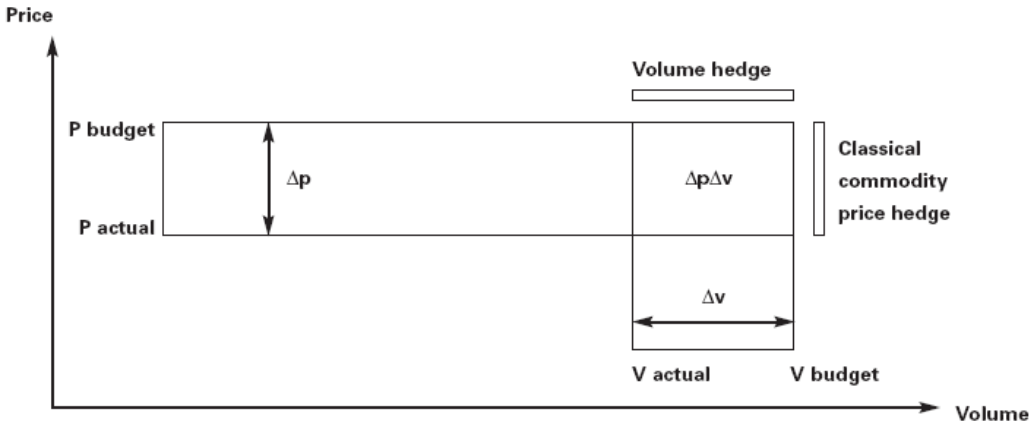 Price
Volume hedge
P budget
Classical
commodity
price hedge
Δp
ΔpΔv
P actual
Δv
V actual
V budget
Volume